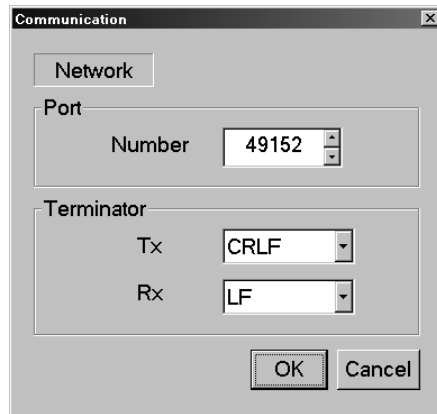 Communication
Network
Port
Number 49152
Terminator
Tx CRLF
Rx LF
OK Cancel